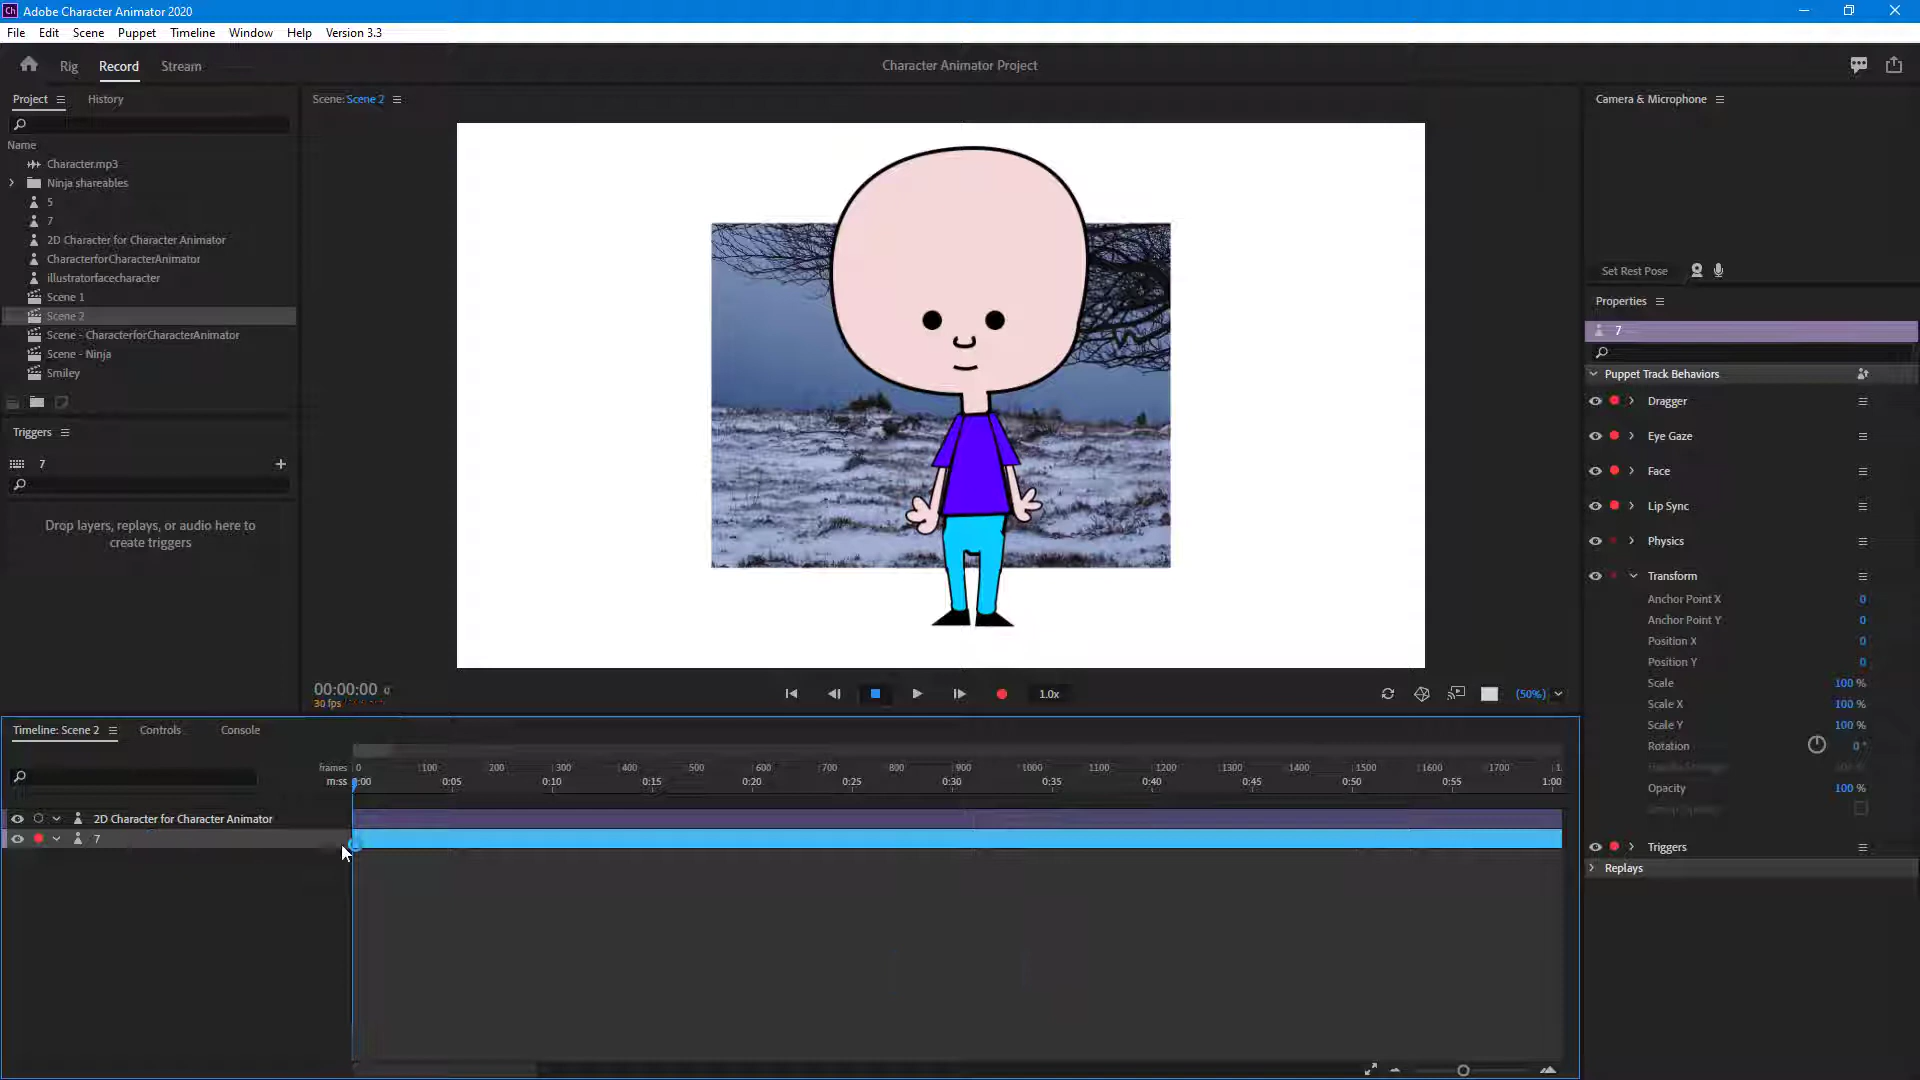 Ch Adobe Character Animator 2020
File Edit Scene Puppet Timeline Window Help Version 3.3
Rig Record Stream Character Animator Project
Project History
Name
Character.mp3
Ninja shareables
5
7
2D Character for Character Animator
CharacterforCharacterAnimator
illustratorfacecharacter
Scene 1
Scene 2
Scene - CharacterforCharacterAnimator
Scene - Ninja
Smiley
Triggers
7
Drop layers, replays, or audio here to
create triggers
Scene: Scene 2
00:00:00 0
30 fps
1.0x
(50%)
Camera & Microphone
Set Rest Pose
Properties
7
Puppet Track Behaviors
Dragger
Eye Gaze
Face
Lip Sync
Physics
Transform
Anchor Point X 0
Anchor Point Y 0
Position X 0
Position Y 0
Scale 100 %
Scale X 100 %
Scale Y 100 %
Rotation 0 °
Opacity 100 %
Triggers
Replays
Timeline: Scene 2 Controls Console
frames 0 100 200 300 400 500 600 700 800 900 1000 1100 1200 1300 1400 1500 1600 1700 1
m:ss 0:00 0:05 0:10 0:15 0:20 0:25 0:30 0:35 0:40 0:45 0:50 0:55 1:00
2D Character for Character Animator
7